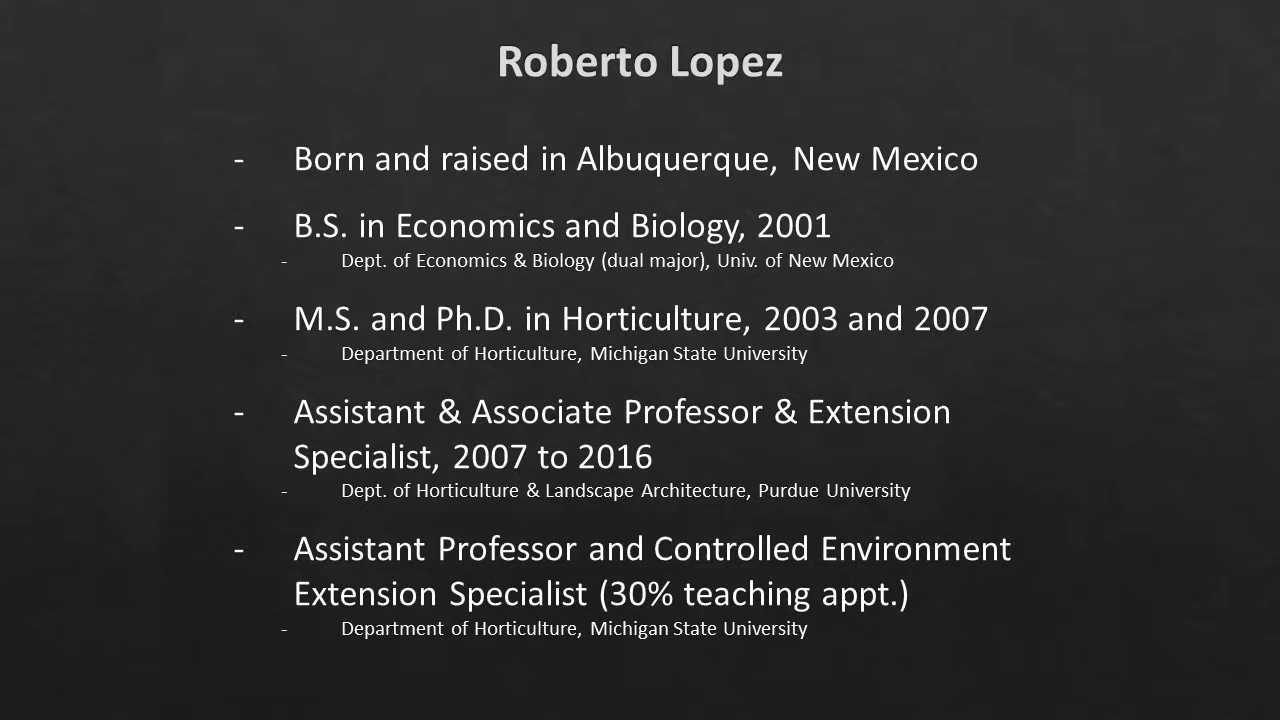 Roberto Lopez
- Born and raised in Albuquerque, New Mexico
- B.S. in Economics and Biology, 2001
- Dept. of Economics & Biology (dual major), Univ. of New Mexico
- M.S. and Ph.D. in Horticulture, 2003 and 2007
- Department of Horticulture, Michigan State University
- Assistant & Associate Professor & Extension
Specialist, 2007 to 2016
- Dept. of Horticulture & Landscape Architecture, Purdue University
- Assistant Professor and Controlled Environment
Extension Specialist (30% teaching appt.)
- Department of Horticulture, Michigan State University